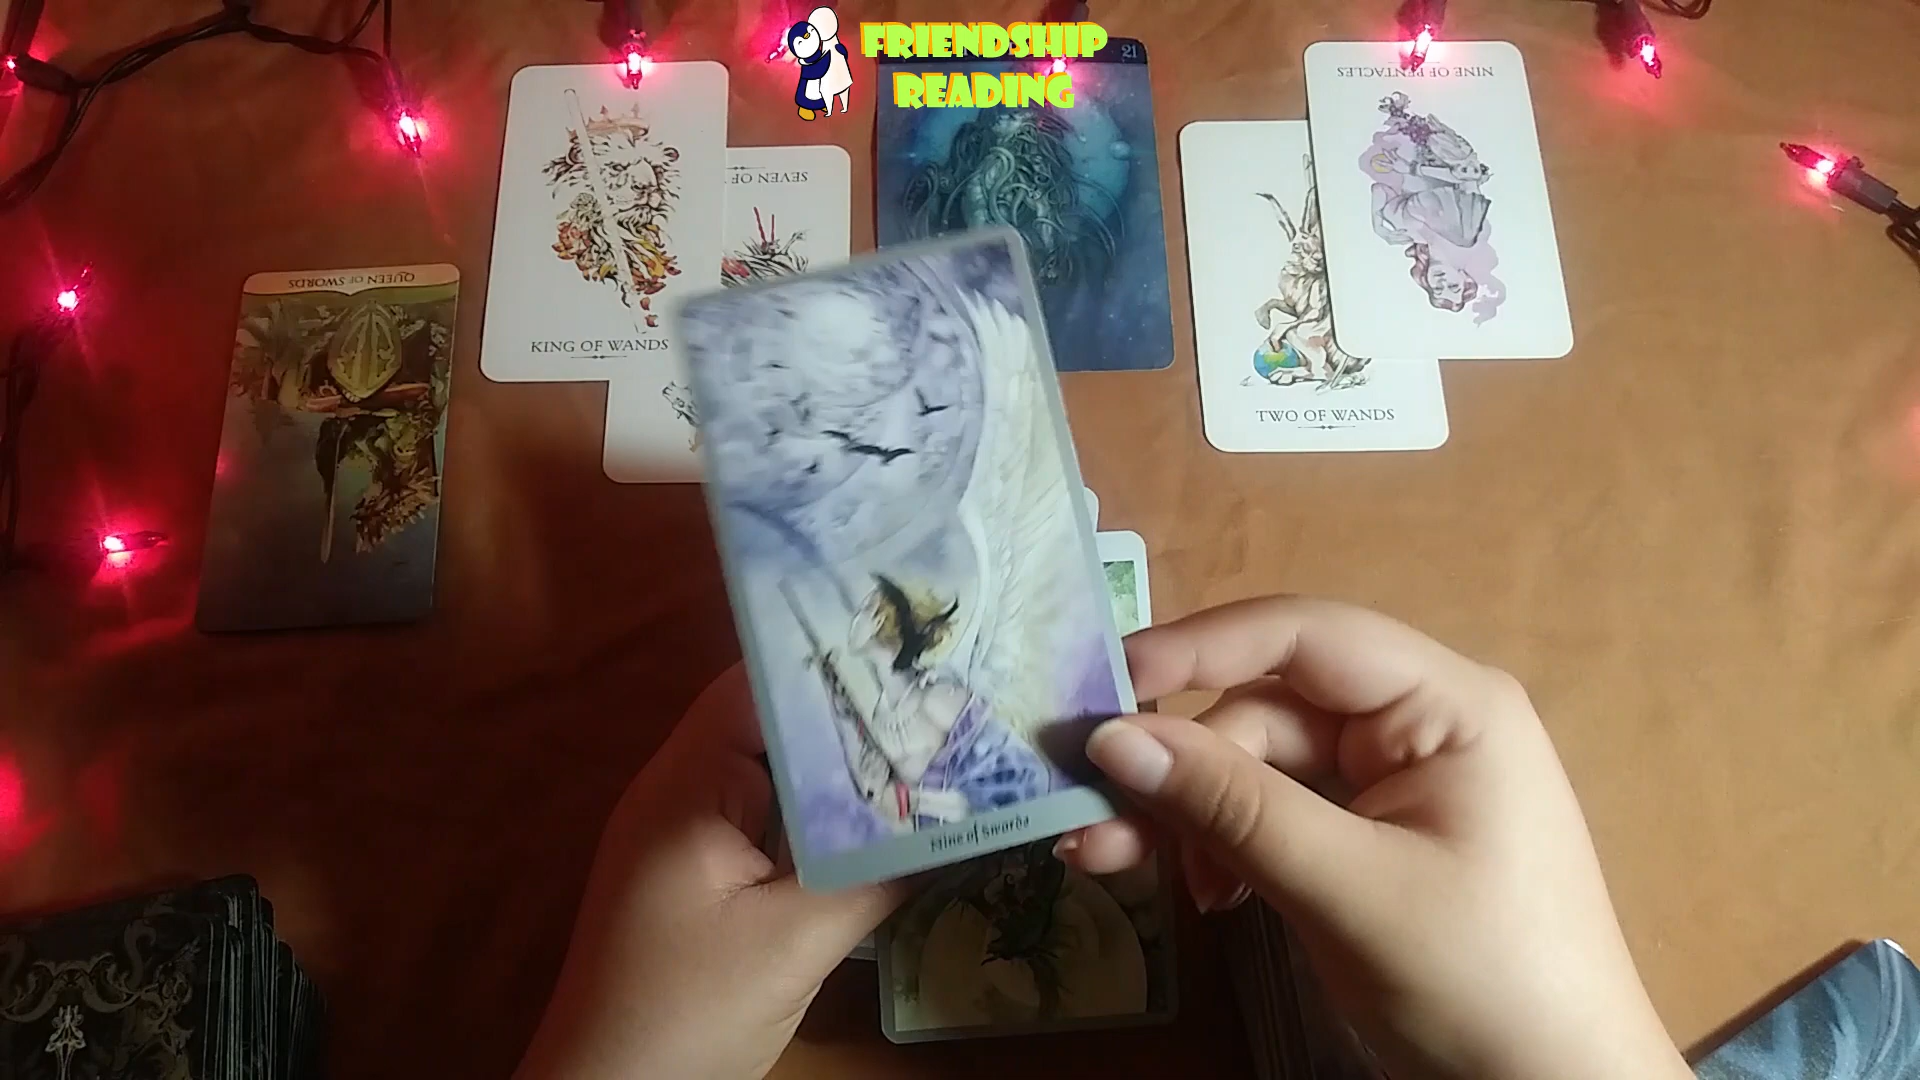 FRIENDSHIP
READING
21
NINE OF PENTACLES
SEVEN OF
QUEEN OF SWORDS
KING OF WANDS
TWO OF WANDS
Nine of Swords